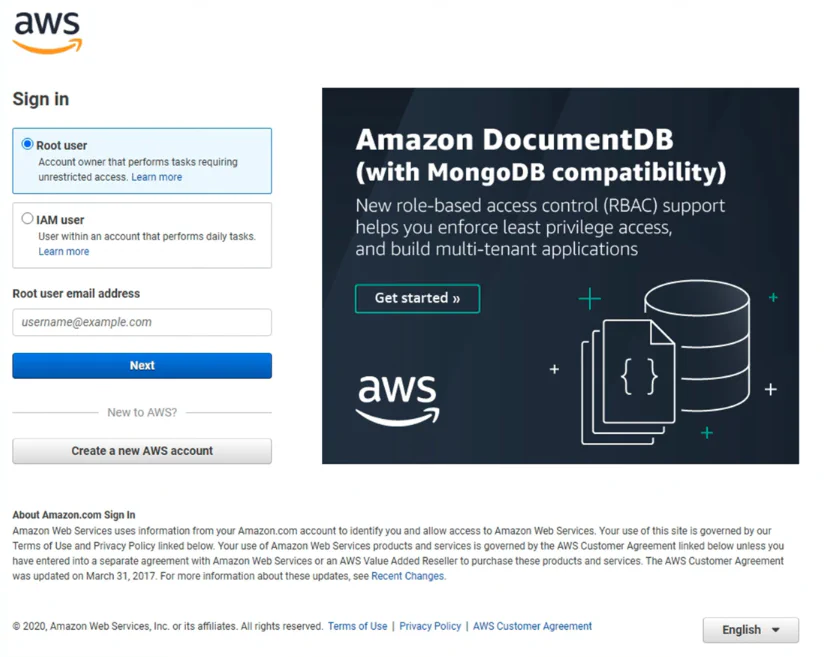 aws
Sign in
Root user
Account owner that performs tasks requiring
unrestricted access. Learn more
IAM user
User within an account that performs daily tasks.
Learn more
Root user email address
username@example.com
Next
New to AWS?
Create a new AWS account
Amazon DocumentDB
(with MongoDB compatibility)
New role-based access control (RBAC) support
helps you enforce least privilege access,
and build multi-tenant applications
Get started »
{ }
aws
About Amazon.com Sign In
Amazon Web Services uses information from your Amazon.com account to identify you and allow access to Amazon Web Services. Your use of this site is governed by our
Terms of Use and Privacy Policy linked below. Your use of Amazon Web Services products and services is governed by the AWS Customer Agreement linked below unless you
have entered into a separate agreement with Amazon Web Services or an AWS Value Added Reseller to purchase these products and services. The AWS Customer Agreement
was updated on March 31, 2017. For more information about these updates, see Recent Changes.
© 2020, Amazon Web Services, Inc. or its affiliates. All rights reserved. Terms of Use | Privacy Policy | AWS Customer Agreement
English